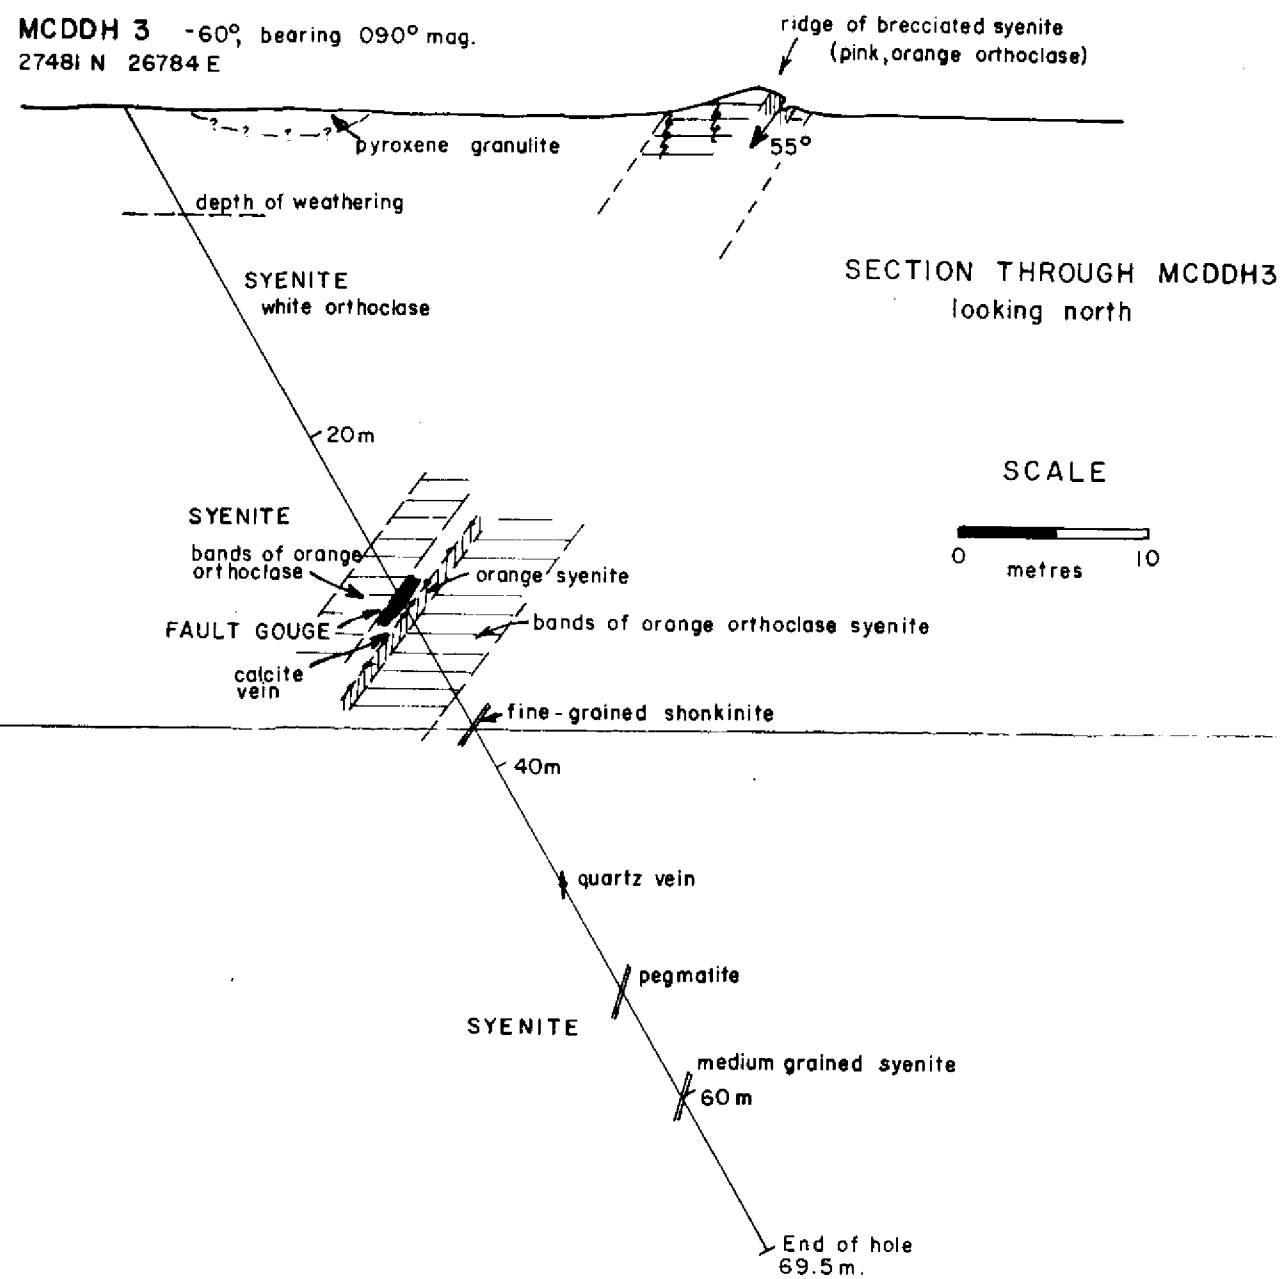 MCDDH 3 -60°, bearing 090° mag.
27481 N 26784 E
ridge of brecciated syenite
(pink, orange orthoclase)
? ? ? ?
pyroxene granulite
55°
depth of weathering
SYENITE
white orthoclase
SECTION THROUGH MCDDH3
looking north
20m
SCALE
0 10
metres
SYENITE
bands of orange
orthoclase
orange syenite
FAULT GOUGE
bands of orange orthoclase syenite
calcite
vein
fine-grained shonkinite
40m
quartz vein
pegmatite
SYENITE
medium grained syenite
60m
End of hole
69.5m.